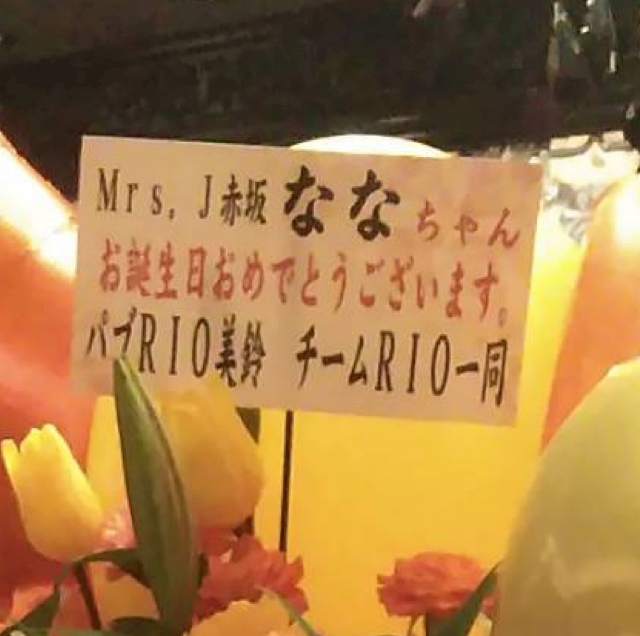 Mrs. J赤坂 ななちゃん
お誕生日おめでとうございます。
パブRIO美鈴 チームRIO一同